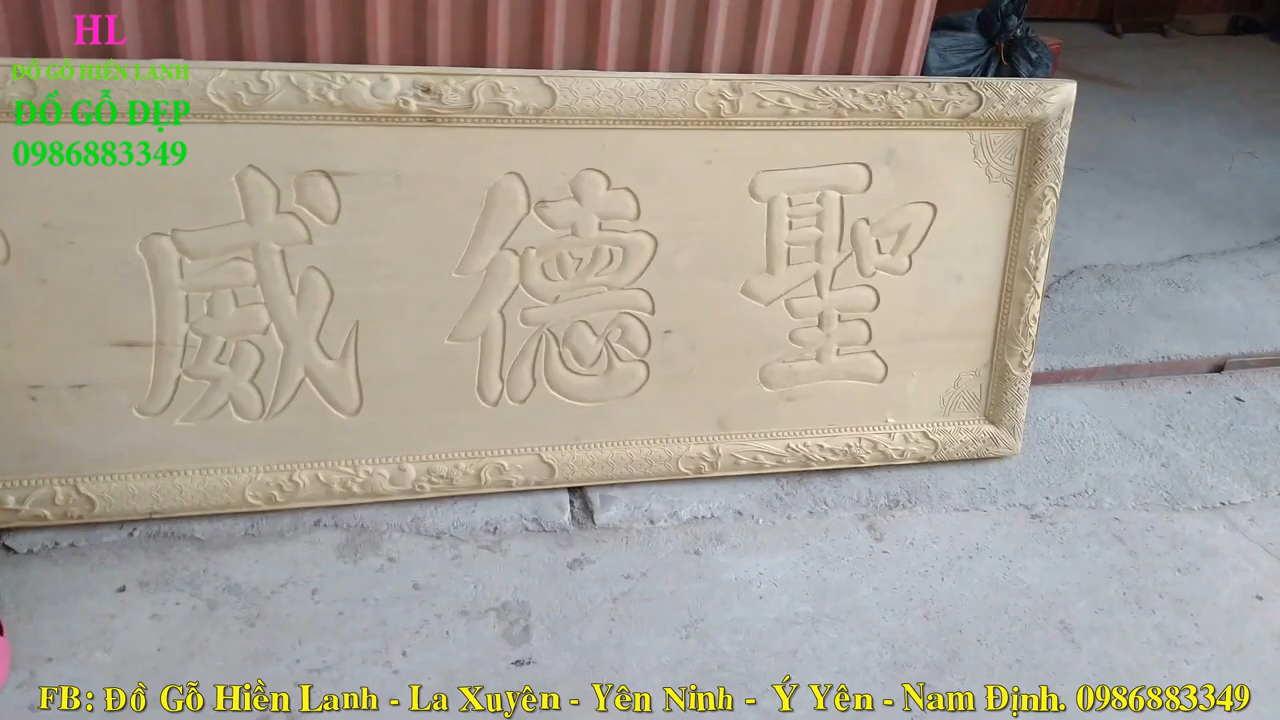 HL
ĐỒ GỖ HIỀN LANH
ĐỒ GỖ ĐẸP
0986883349
聖德威
FB: Đồ Gỗ Hiền Lanh - La Xuyên - Yên Ninh - Ý Yên - Nam Định. 0986883349